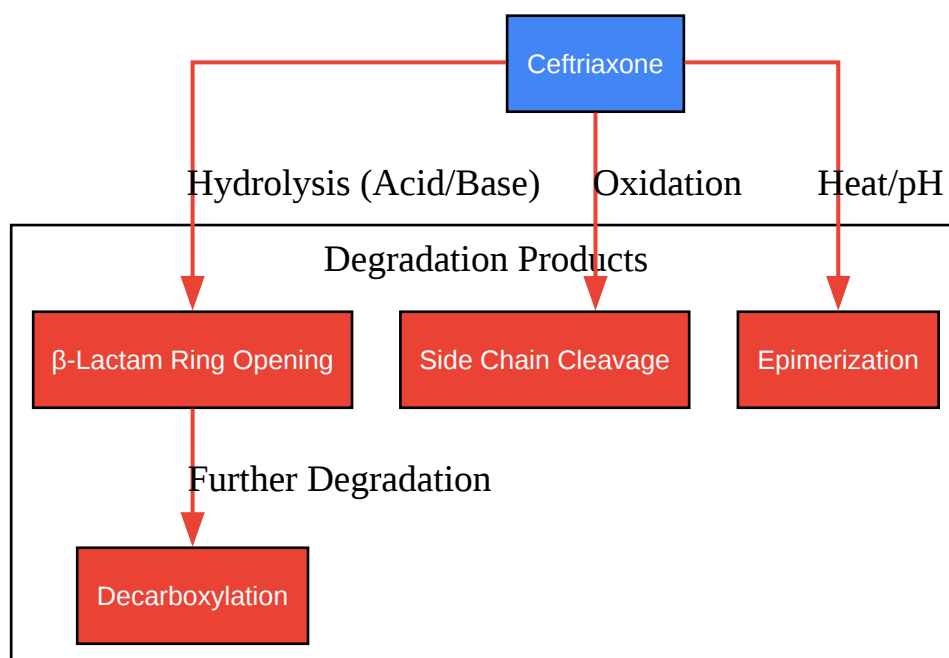 Ceftriaxone
Hydrolysis (Acid/Base)
Oxidation
Heat/pH
Degradation Products
β-Lactam Ring Opening
Side Chain Cleavage
Epimerization
Further Degradation
Decarboxylation